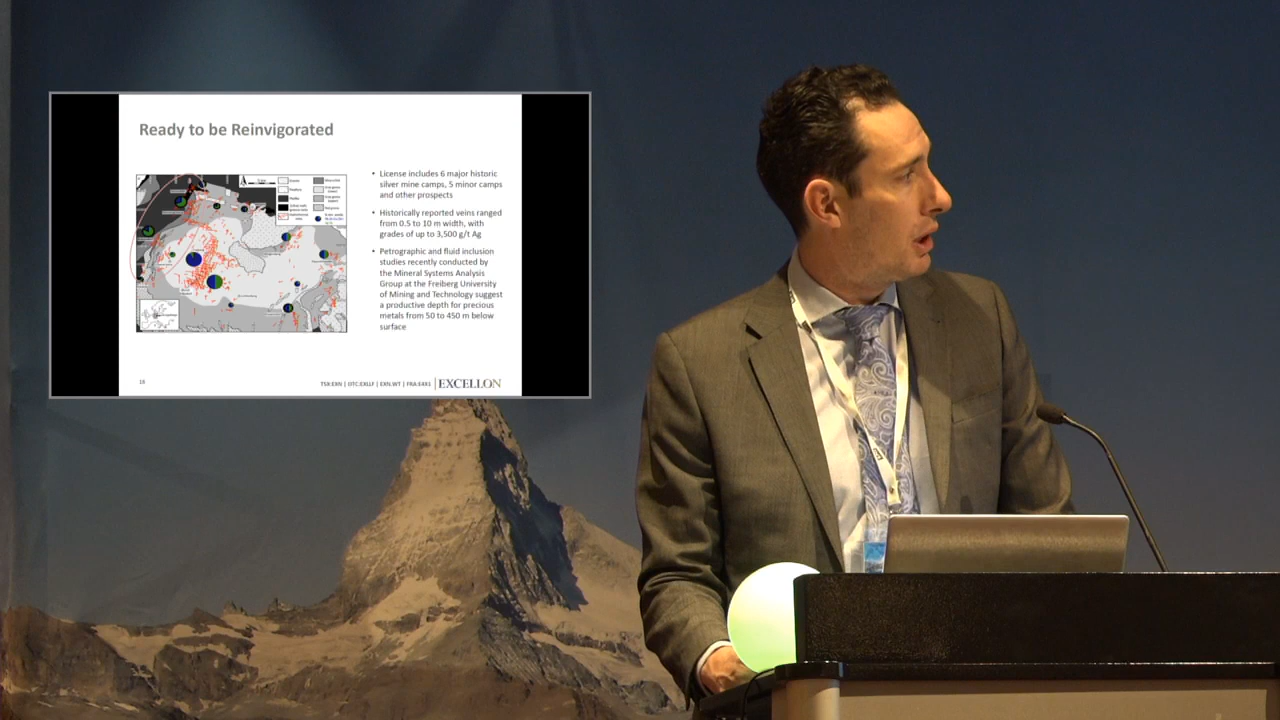 Ready to be Reinvigorated
• License includes 6 major historic
silver mine camps, 5 minor camps
and other prospects
• Historically reported veins ranged
from 0.5 to 10 m width, with
grades of up to 3,500 g/t Ag
• Petrographic and fluid inclusion
studies recently conducted by
the Mineral Systems Analysis
Group at the Freiberg University
of Mining and Technology suggest
a productive depth for precious
metals from 50 to 450 m below
surface
TSX:EXN | OTC:EXLLF | EXN.WT | FRA:E4X1 | EXCELLON